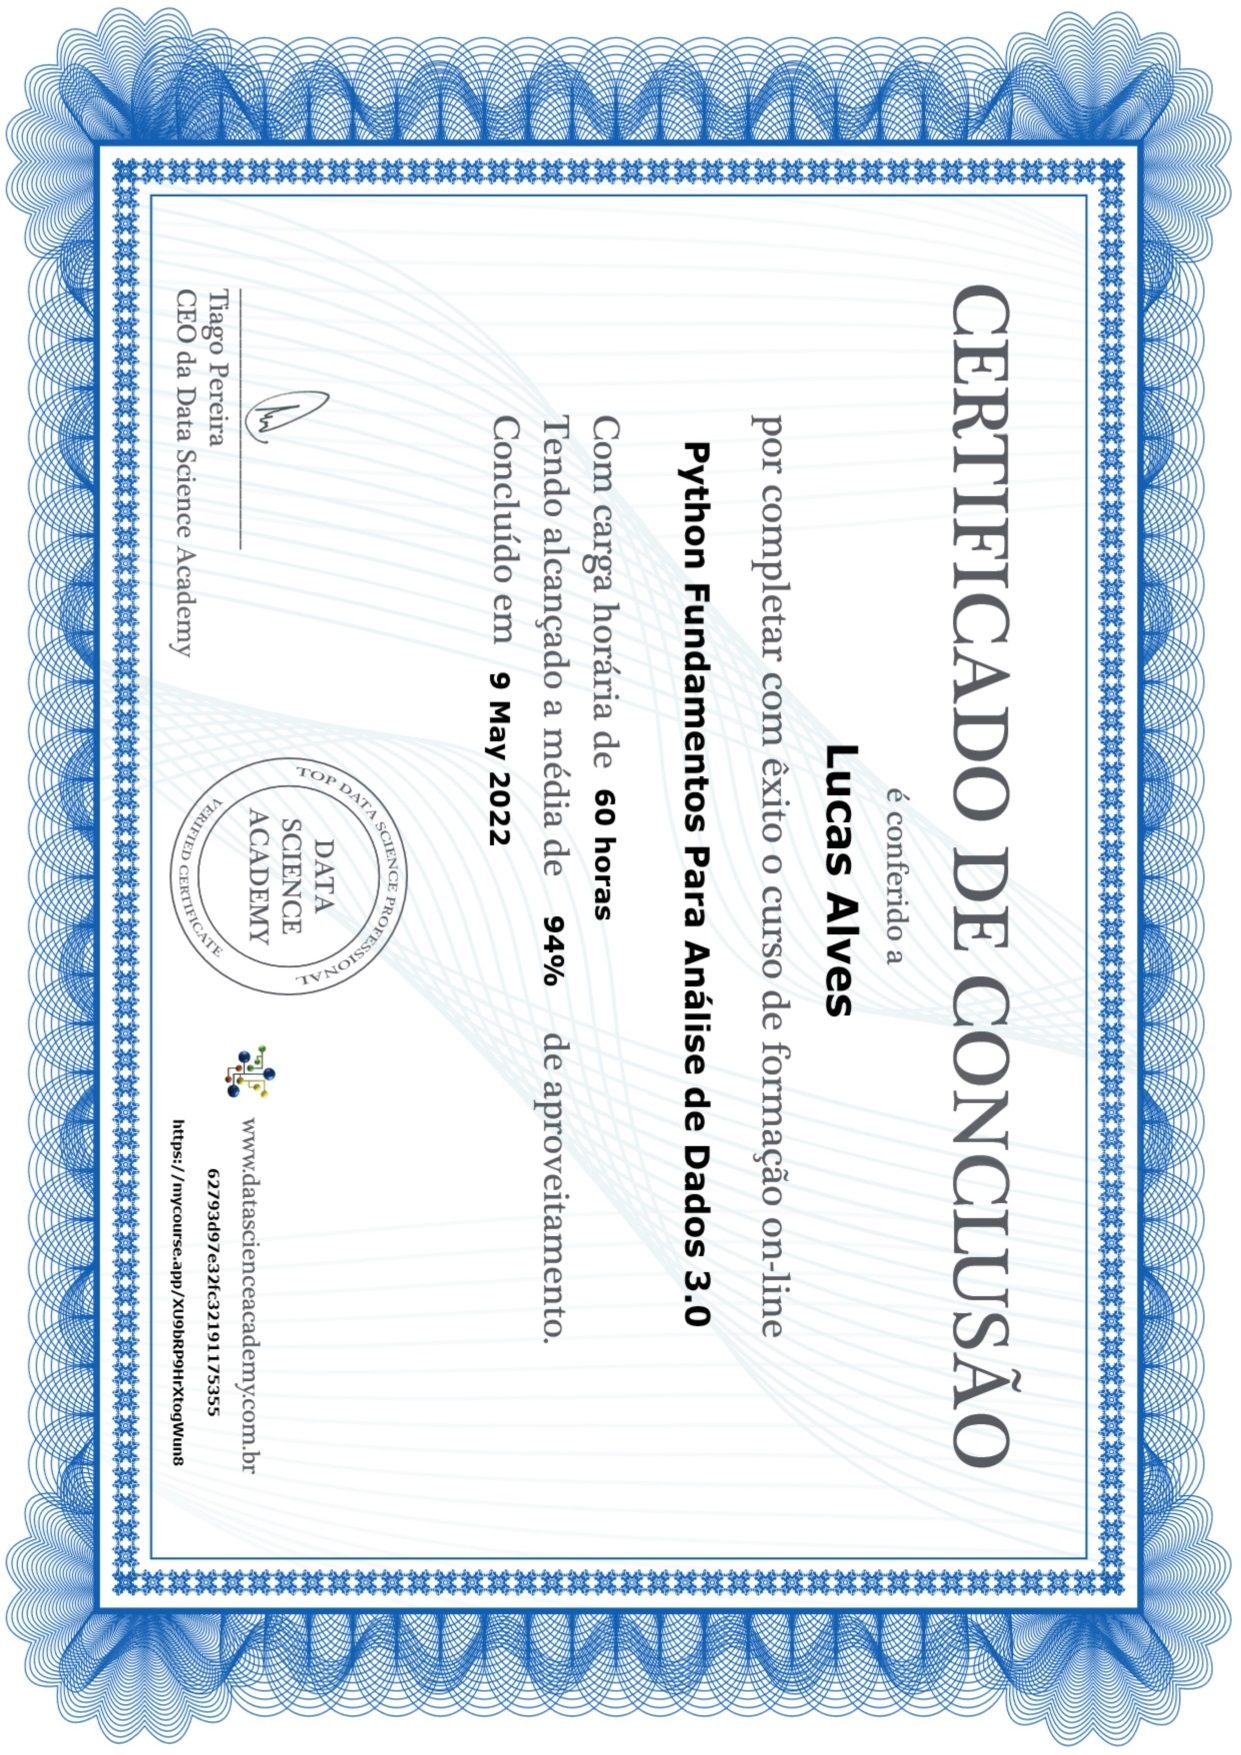 CERTIFICADO DE CONCLUSÃO
é conferido a
Lucas Alves
por completar com êxito o curso de formação on-line
Python Fundamentos Para Análise de Dados 3.0
Com carga horária de 60 horas
Tendo alcançado a média de 94% de aproveitamento.
Concluído em 9 May 2022
Tiago Pereira
CEO da Data Science Academy
TOP DATA SCIENCE PROFESSIONAL
DATA
SCIENCE
ACADEMY
VERIFIED CERTIFICATE
www.datascienceacademy.com.br
62793d97e32fc32191175355
https://mycourse.app/XU9bRP9HrXtogWun8